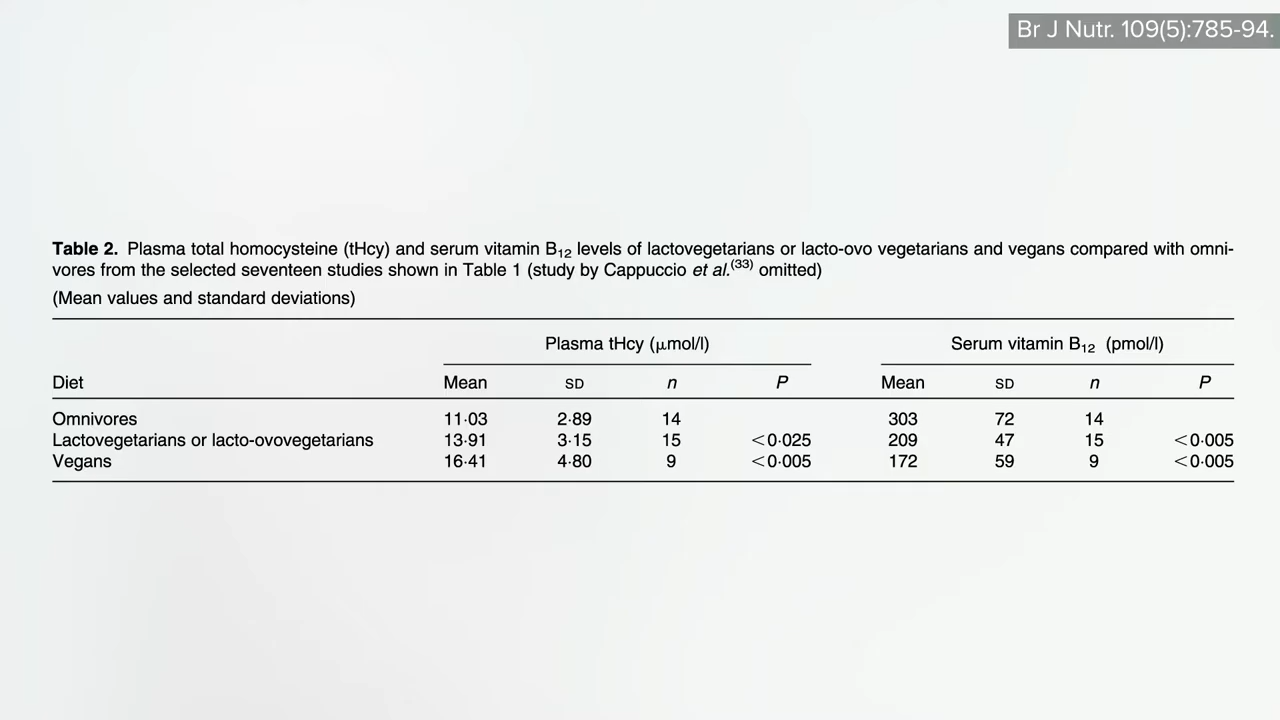 Br J Nutr. 109(5):785-94.
Table 2. Plasma total homocysteine (tHcy) and serum vitamin B12 levels of lactovegetarians or lacto-ovo vegetarians and vegans compared with omni-
vores from the selected seventeen studies shown in Table 1 (study by Cappuccio et al.(33) omitted)
(Mean values and standard deviations)
Plasma tHcy (μmol/l) Serum vitamin B12 (pmol/l)
Diet Mean SD n P Mean SD n P
Omnivores 11·03 2·89 14 303 72 14
Lactovegetarians or lacto-ovovegetarians 13·91 3·15 15 <0·025 209 47 15 <0·005
Vegans 16·41 4·80 9 <0·005 172 59 9 <0·005